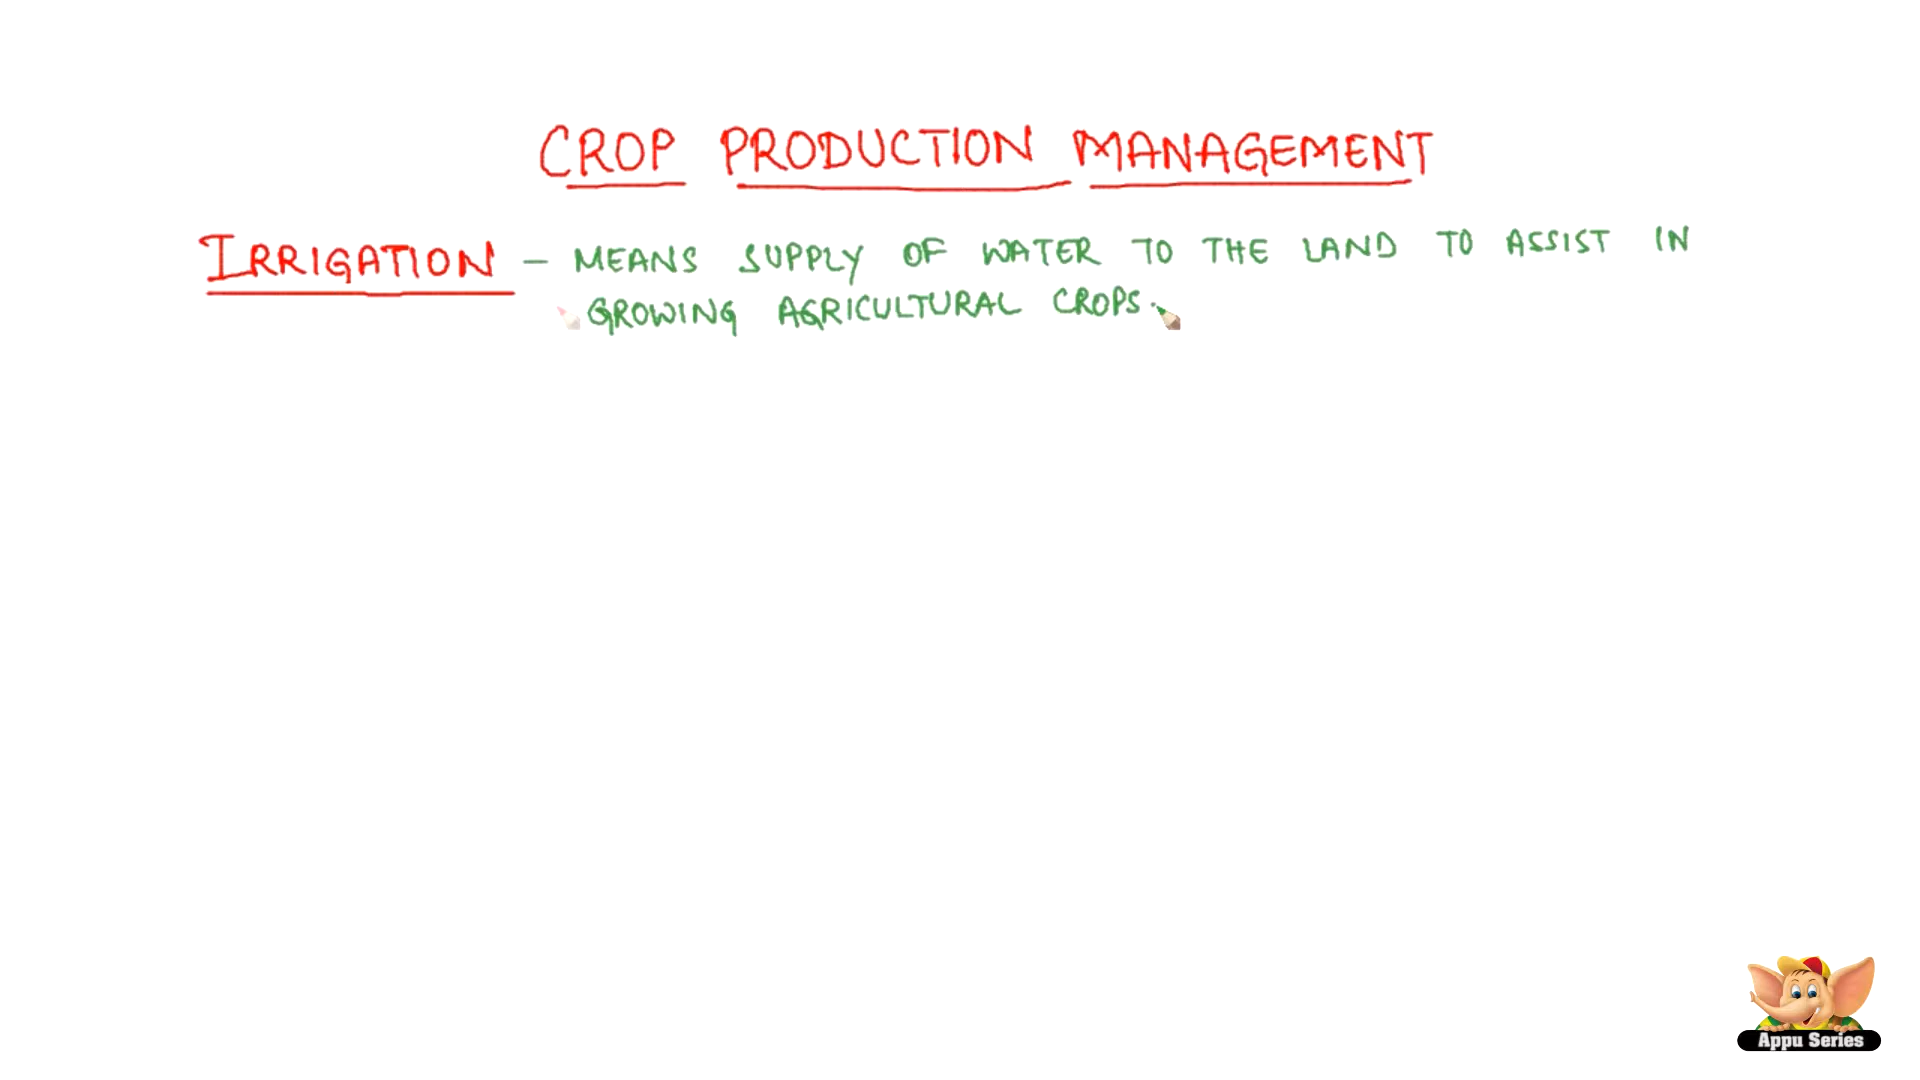 CROP PRODUCTION MANAGEMENT
IRRIGATION – MEANS SUPPLY OF WATER TO THE LAND TO ASSIST IN
GROWING AGRICULTURAL CROPS.
Appu Series